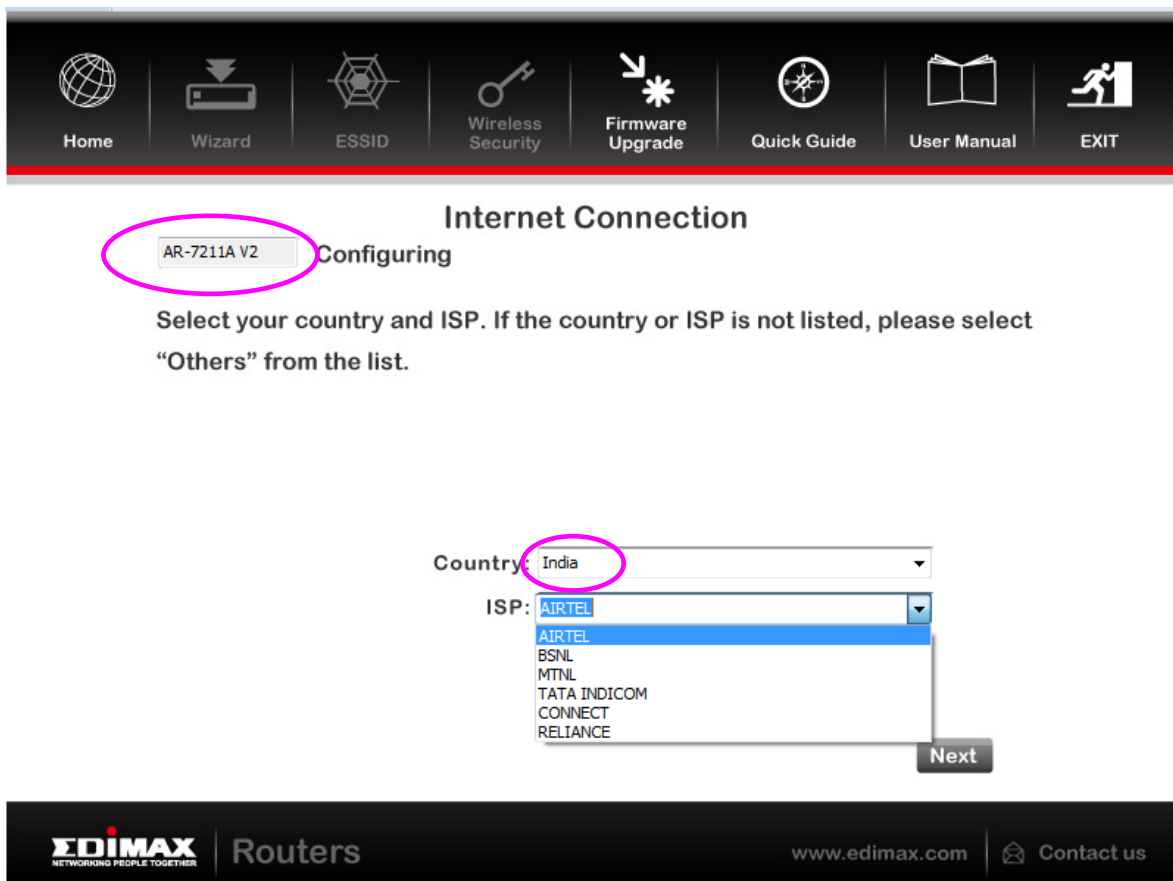 Home
Wizard
ESSID
Wireless
Security
Firmware
Upgrade
Quick Guide
User Manual
EXIT
Internet Connection
AR-7211A V2 Configuring
Select your country and ISP. If the country or ISP is not listed, please select
“Others” from the list.
Country: India
ISP: AIRTEL
AIRTEL
BSNL
MTNL
TATA INDICOM
CONNECT
RELIANCE
Next
EDIMAX
NETWORKING PEOPLE TOGETHER
Routers
www.edimax.com
Contact us